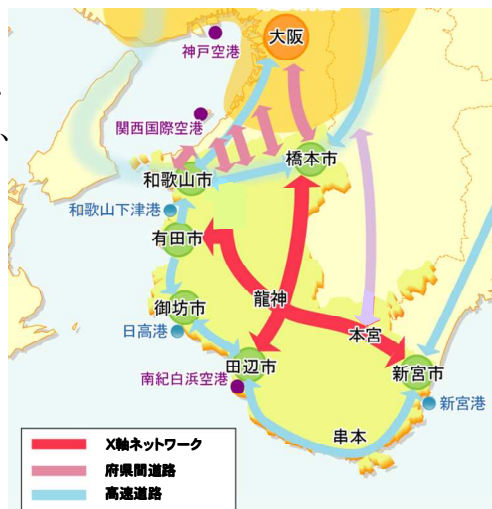 大阪
神戸空港
、
関西国際空港
橋本市
和歌山市
和歌山下津港
有田市
龍神
御坊市
本宮
日高港
田辺市
新宮市
南紀白浜空港
新宮港
串本
X軸ネットワーク
府県間道路
高速道路